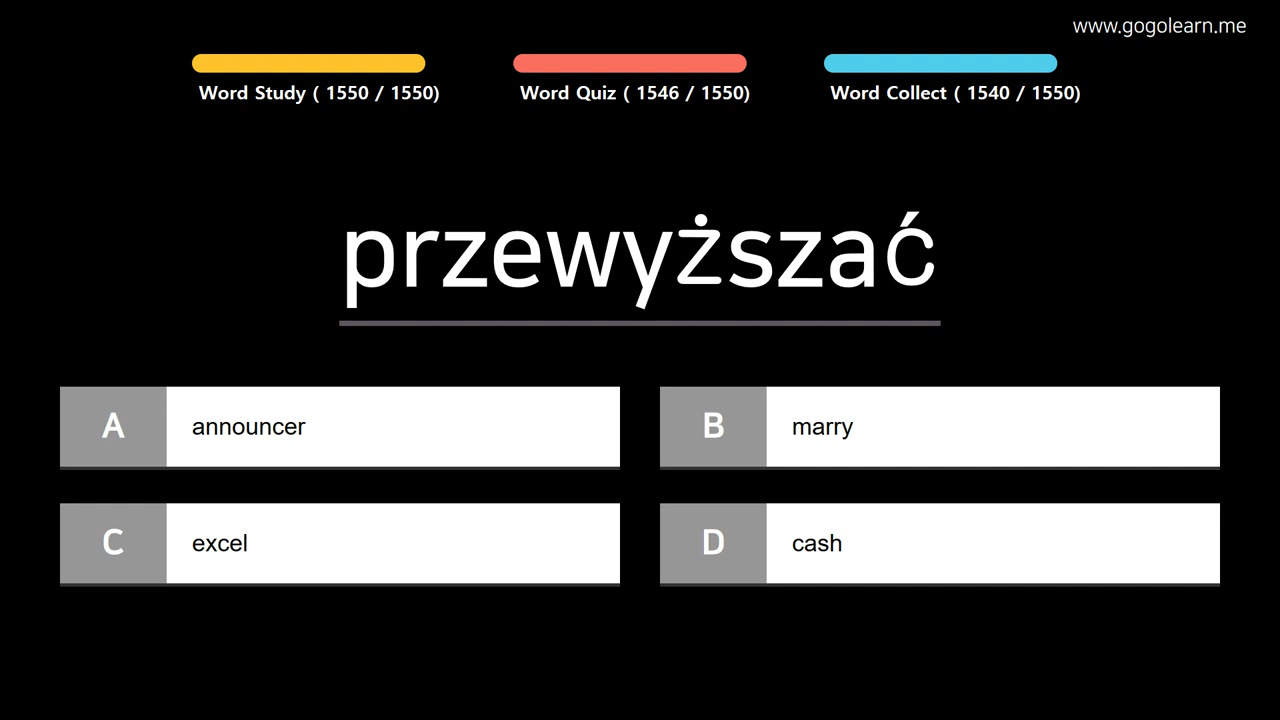 www.gogolearn.me
Word Study ( 1550 / 1550)
Word Quiz ( 1546 / 1550)
Word Collect ( 1540 / 1550)
przewyższać
A announcer
B marry
C excel
D cash